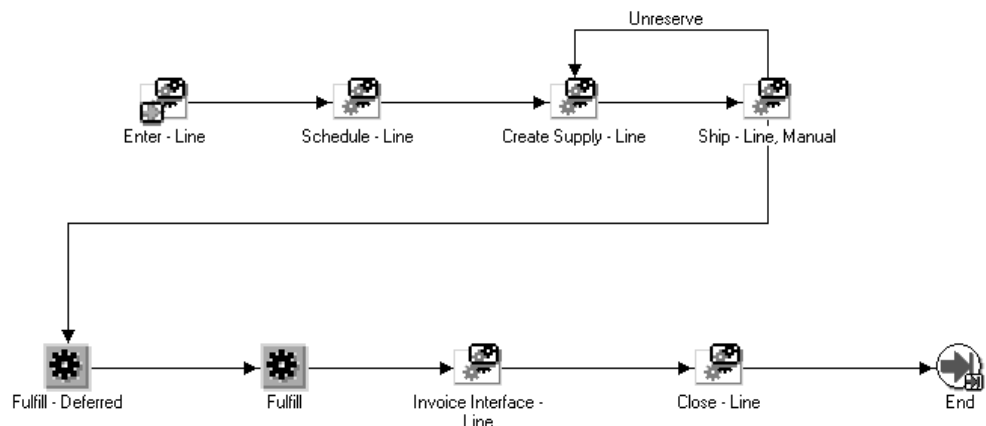 Unreserve
Enter - Line
Schedule - Line
Create Supply - Line
Ship - Line, Manual
Fulfill - Deferred
Fulfill
Invoice Interface -
Line
Close - Line
End